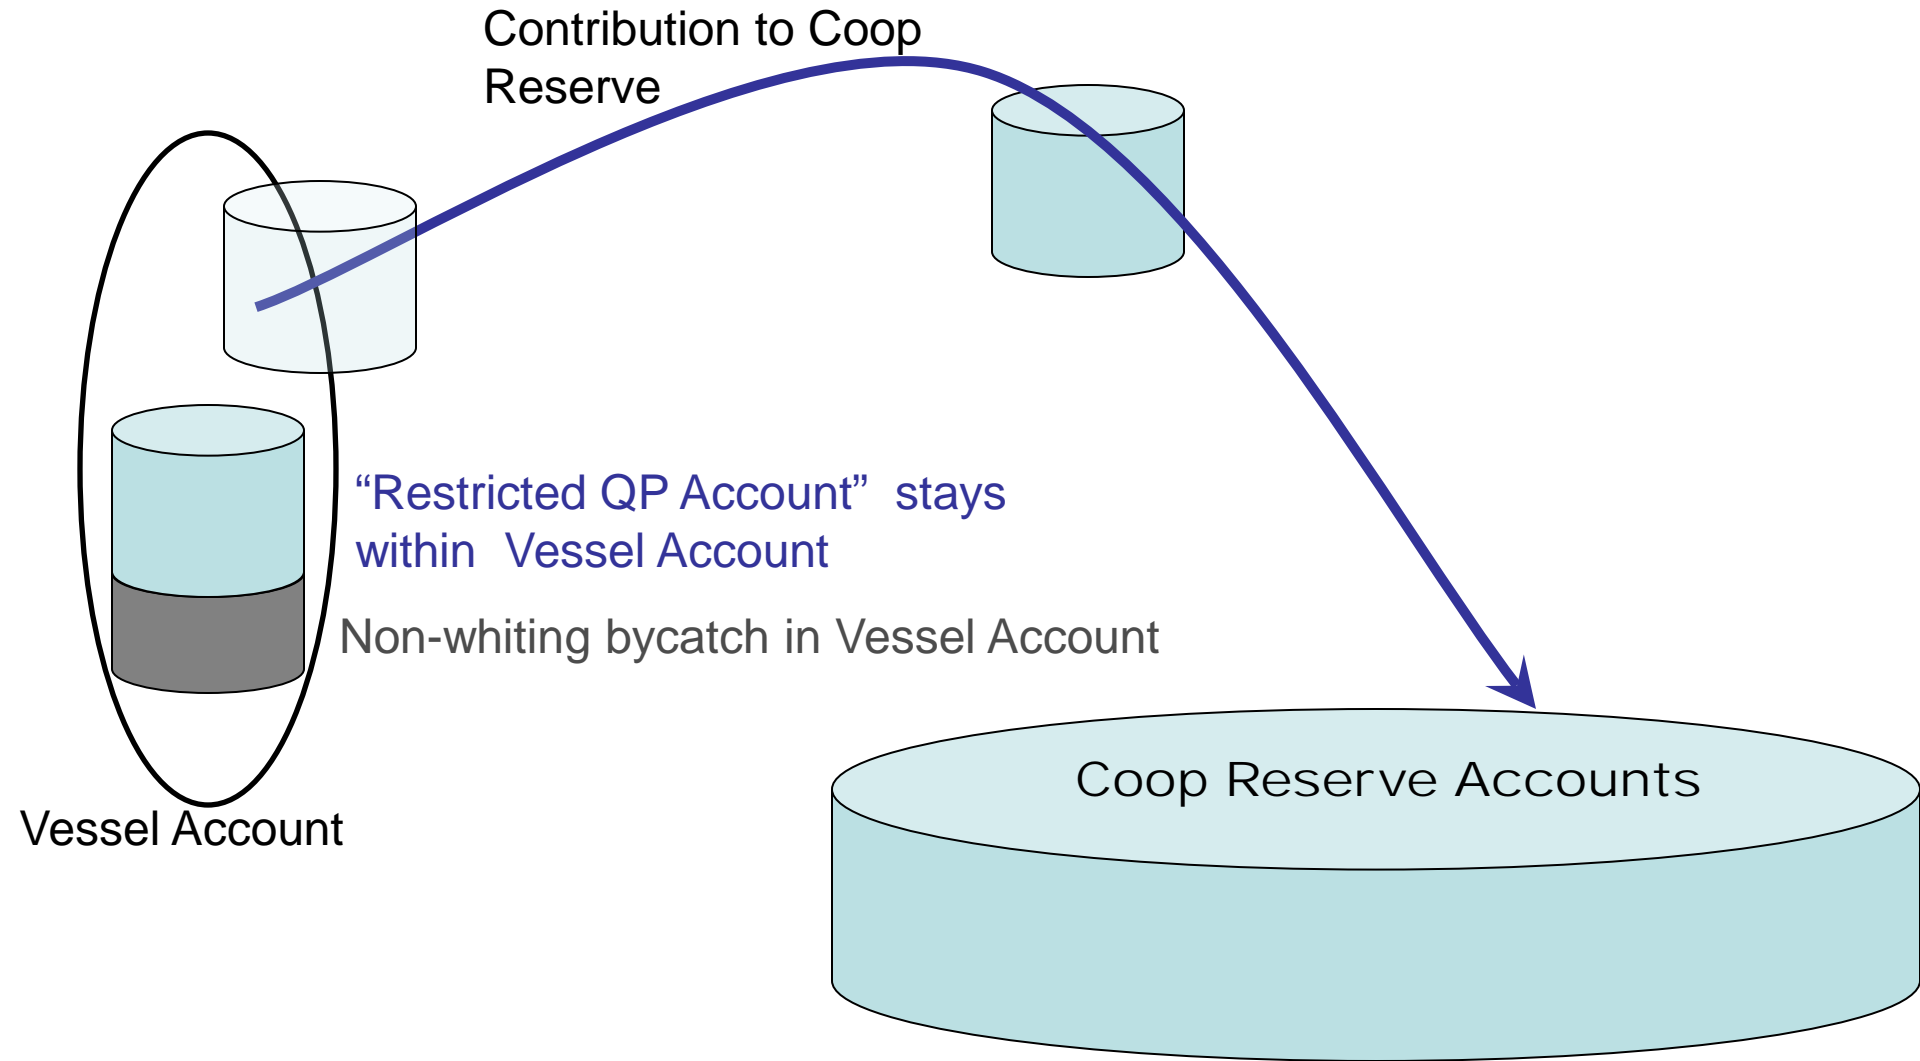 Contribution to Coop
Reserve
“Restricted QP Account” stays
within Vessel Account
Non-whiting bycatch in Vessel Account
Coop Reserve Accounts
Vessel Account